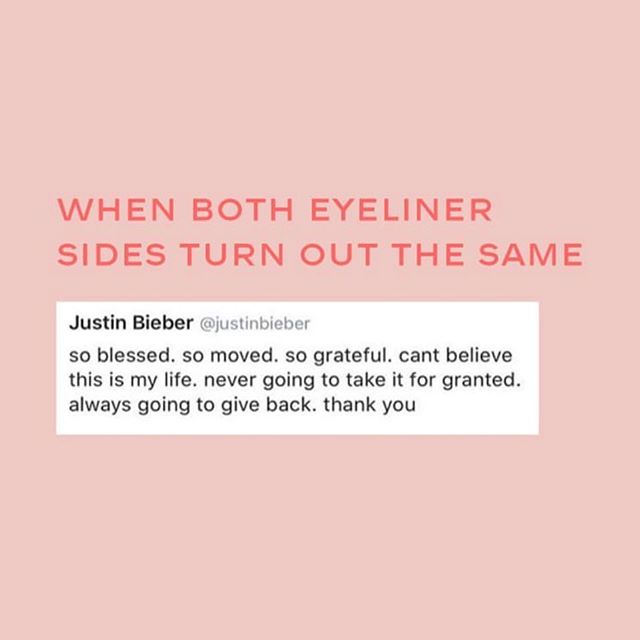 WHEN BOTH EYELINER
SIDES TURN OUT THE SAME
Justin Bieber @justinbieber
so blessed. so moved. so grateful. cant believe
this is my life. never going to take it for granted.
always going to give back. thank you